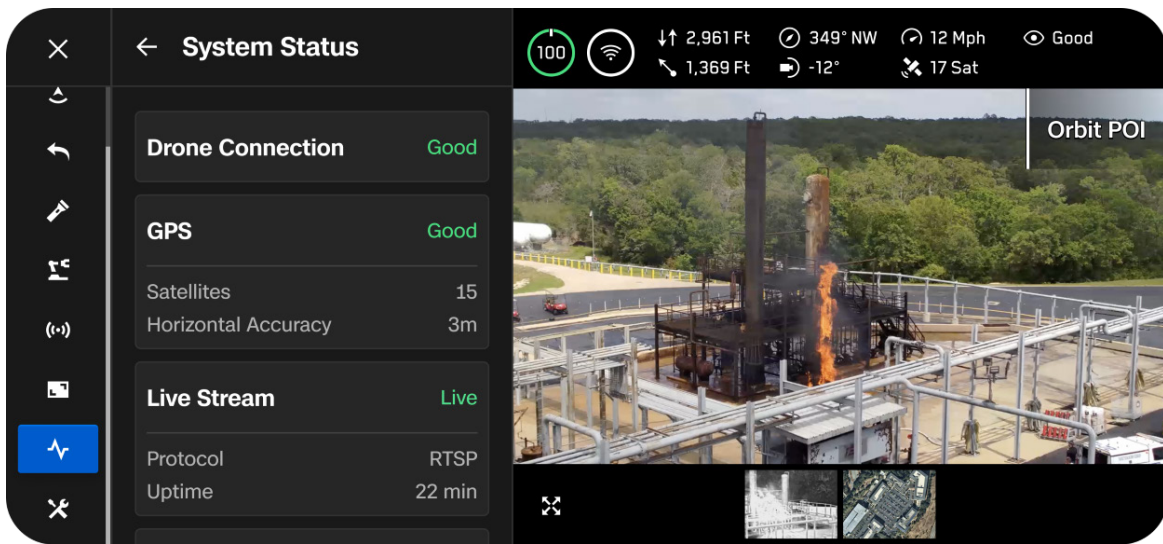 System Status
Drone Connection Good
GPS Good
Satellites 15
Horizontal Accuracy 3m
Live Stream Live
Protocol RTSP
Uptime 22 min
100 2,961 Ft 349° NW 12 Mph Good
1,369 Ft -12° 17 Sat
Orbit POI